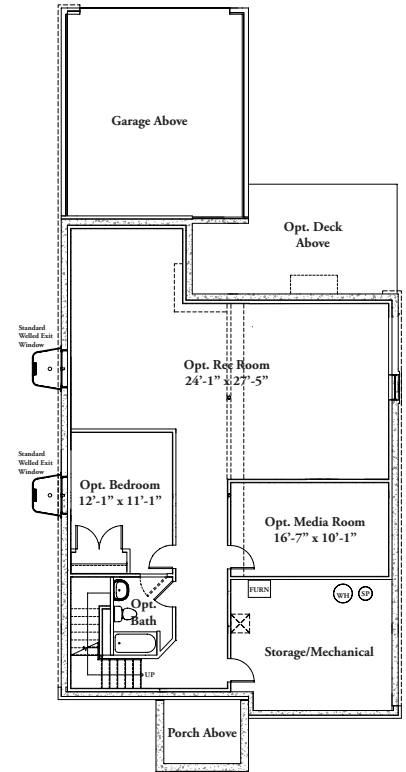 Garage Above
Opt. Deck
Above
Standard
Welled Exit
Window
Opt. Rec Room
24'-1" x 27'-5"
Standard
Welled Exit
Window
Opt. Bedroom
12'-1" x 11'-1"
Opt. Media Room
16'-7" x 10'-1"
FURN
WH
SP
Opt.
Bath
Storage/Mechanical
UP
Porch Above